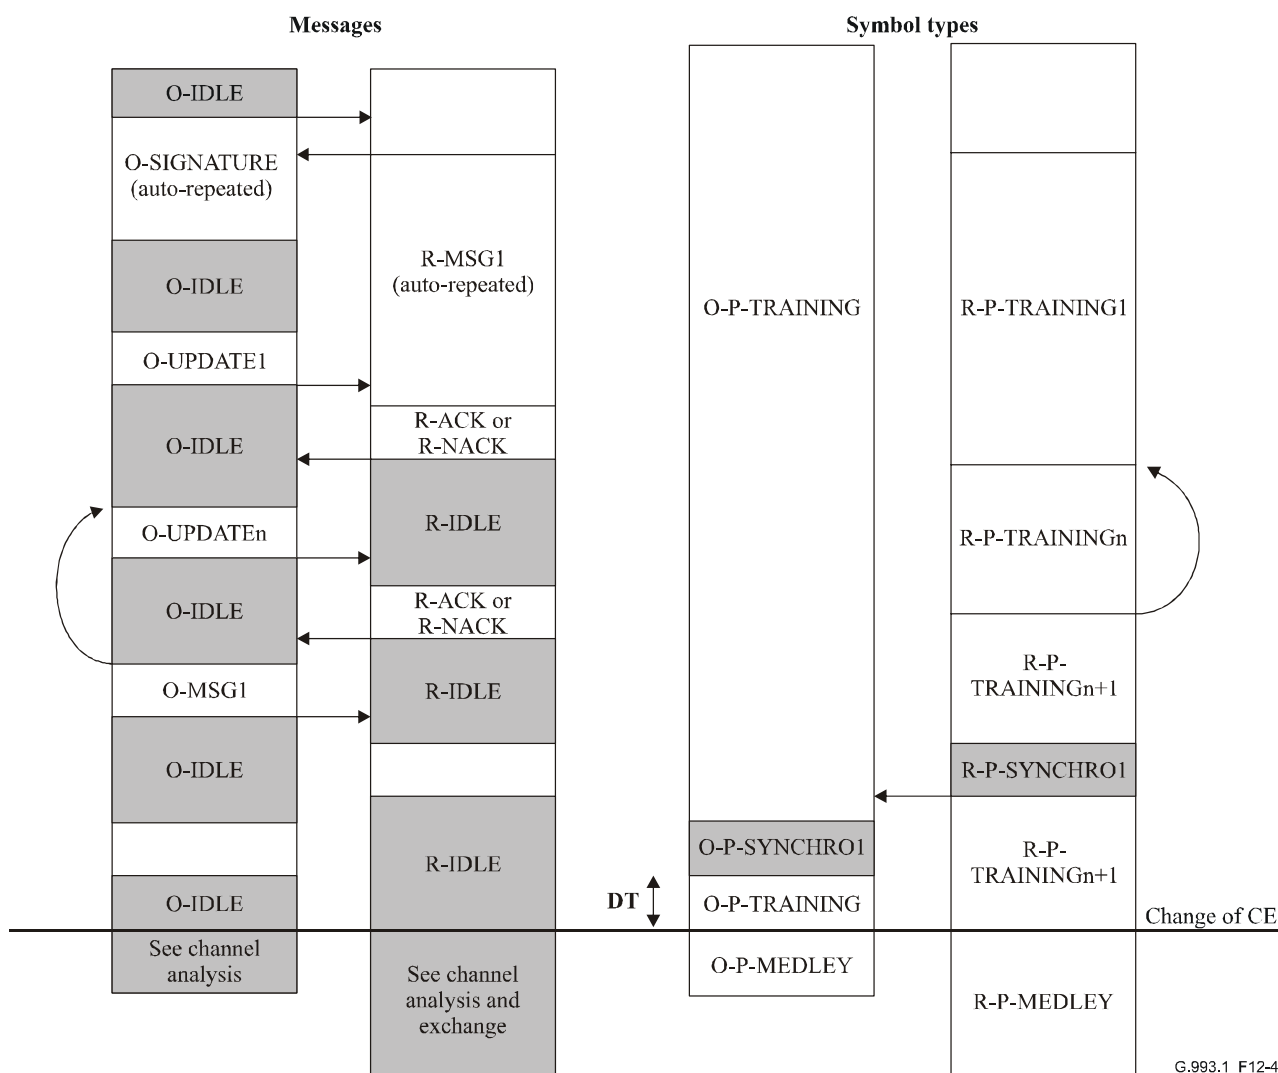 Messages
Symbol types
O-IDLE
O-SIGNATURE
(auto-repeated)
O-IDLE
O-UPDATE1
O-IDLE
O-UPDATEn
O-IDLE
O-MSG1
O-IDLE
O-IDLE
See channel
analysis
R-MSG1
(auto-repeated)
R-ACK or
R-NACK
R-IDLE
R-ACK or
R-NACK
R-IDLE
R-IDLE
See channel
analysis and
exchange
O-P-TRAINING
O-P-SYNCHRO1
DT
O-P-TRAINING
O-P-MEDLEY
R-P-TRAINING1
R-P-TRAININGn
R-P-
TRAININGn+1
R-P-SYNCHRO1
R-P-
TRAININGn+1
Change of CE
R-P-MEDLEY
G.993.1_F12-4